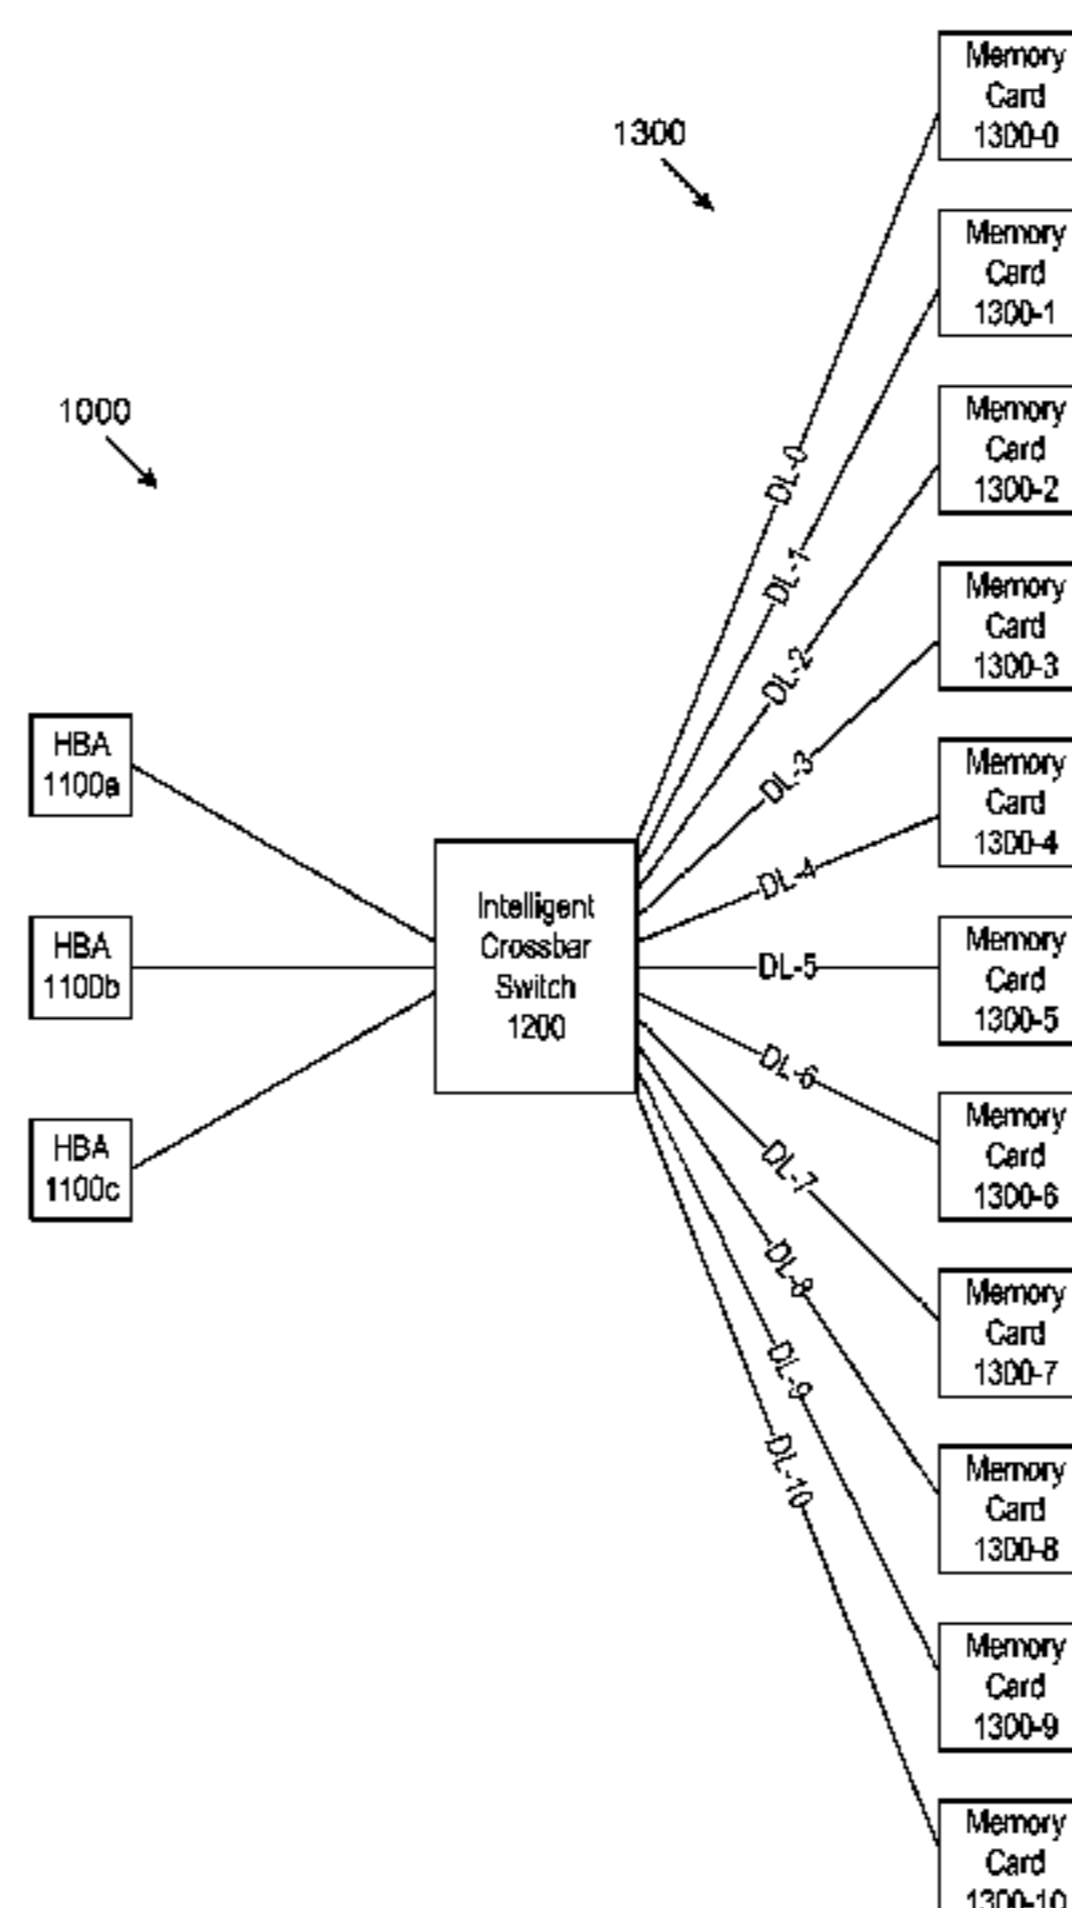 1300
1000
HBA
1100a
HBA
1100b
HBA
1100c
Intelligent
Crossbar
Switch
1200
DL-0
DL-1
DL-2
DL-3
DL-4
DL-5
DL-6
DL-7
DL-8
DL-9
DL-10
Memory
Card
1300-0
Memory
Card
1300-1
Memory
Card
1300-2
Memory
Card
1300-3
Memory
Card
1300-4
Memory
Card
1300-5
Memory
Card
1300-6
Memory
Card
1300-7
Memory
Card
1300-8
Memory
Card
1300-9
Memory
Card
1300-10